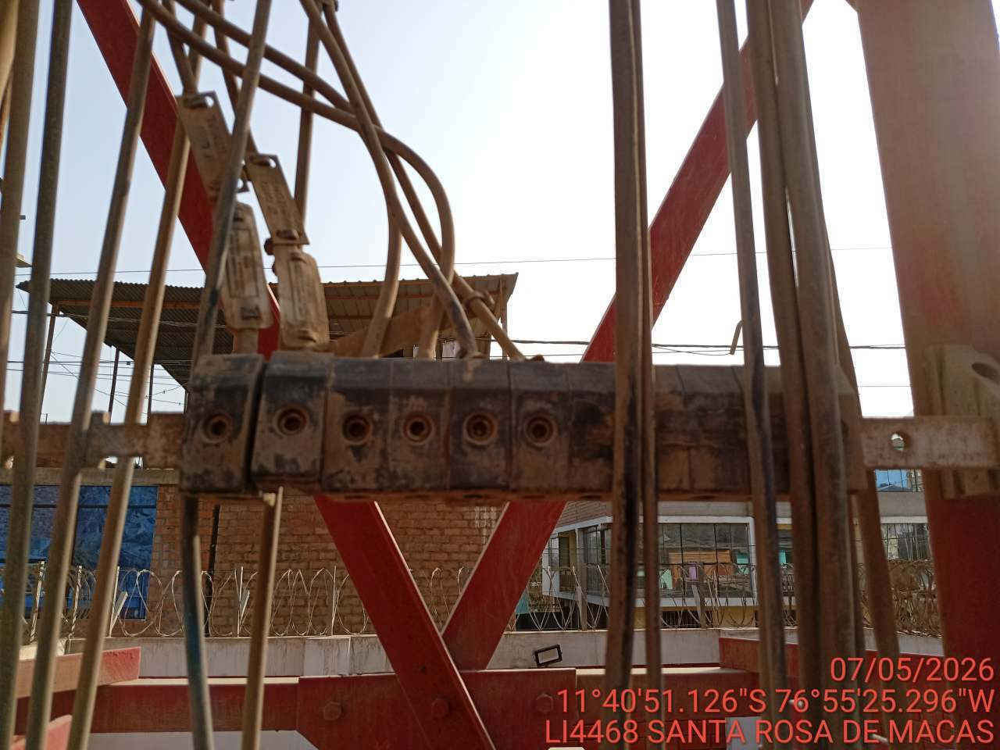 07/05/2026
11°40'51.126"S 76°55'25.296"W
LI4468 SANTA ROSA DE MACAS